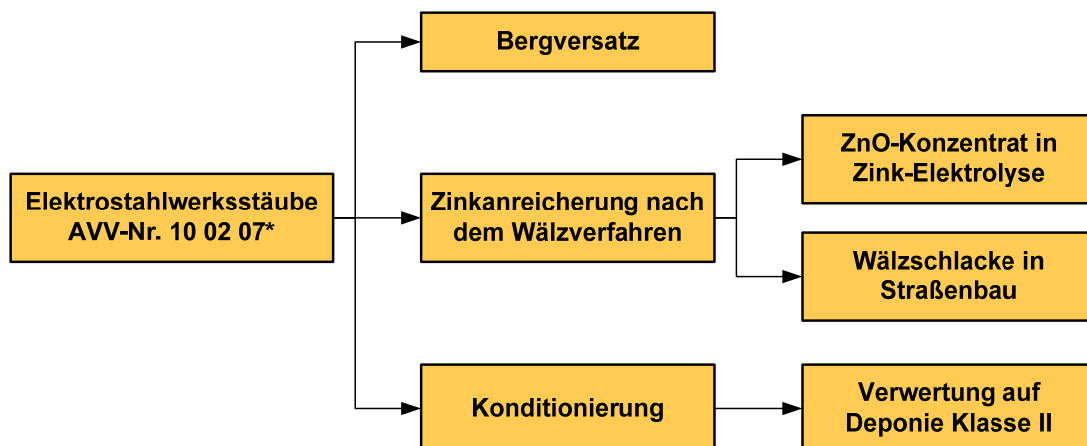 Bergversatz
Elektrostahlwerksstäube
AVV-Nr. 10 02 07*
Zinkanreicherung nach
dem Wälzverfahren
ZnO-Konzentrat in
Zink-Elektrolyse
Wälzschlacke in
Straßenbau
Konditionierung
Verwertung auf
Deponie Klasse II